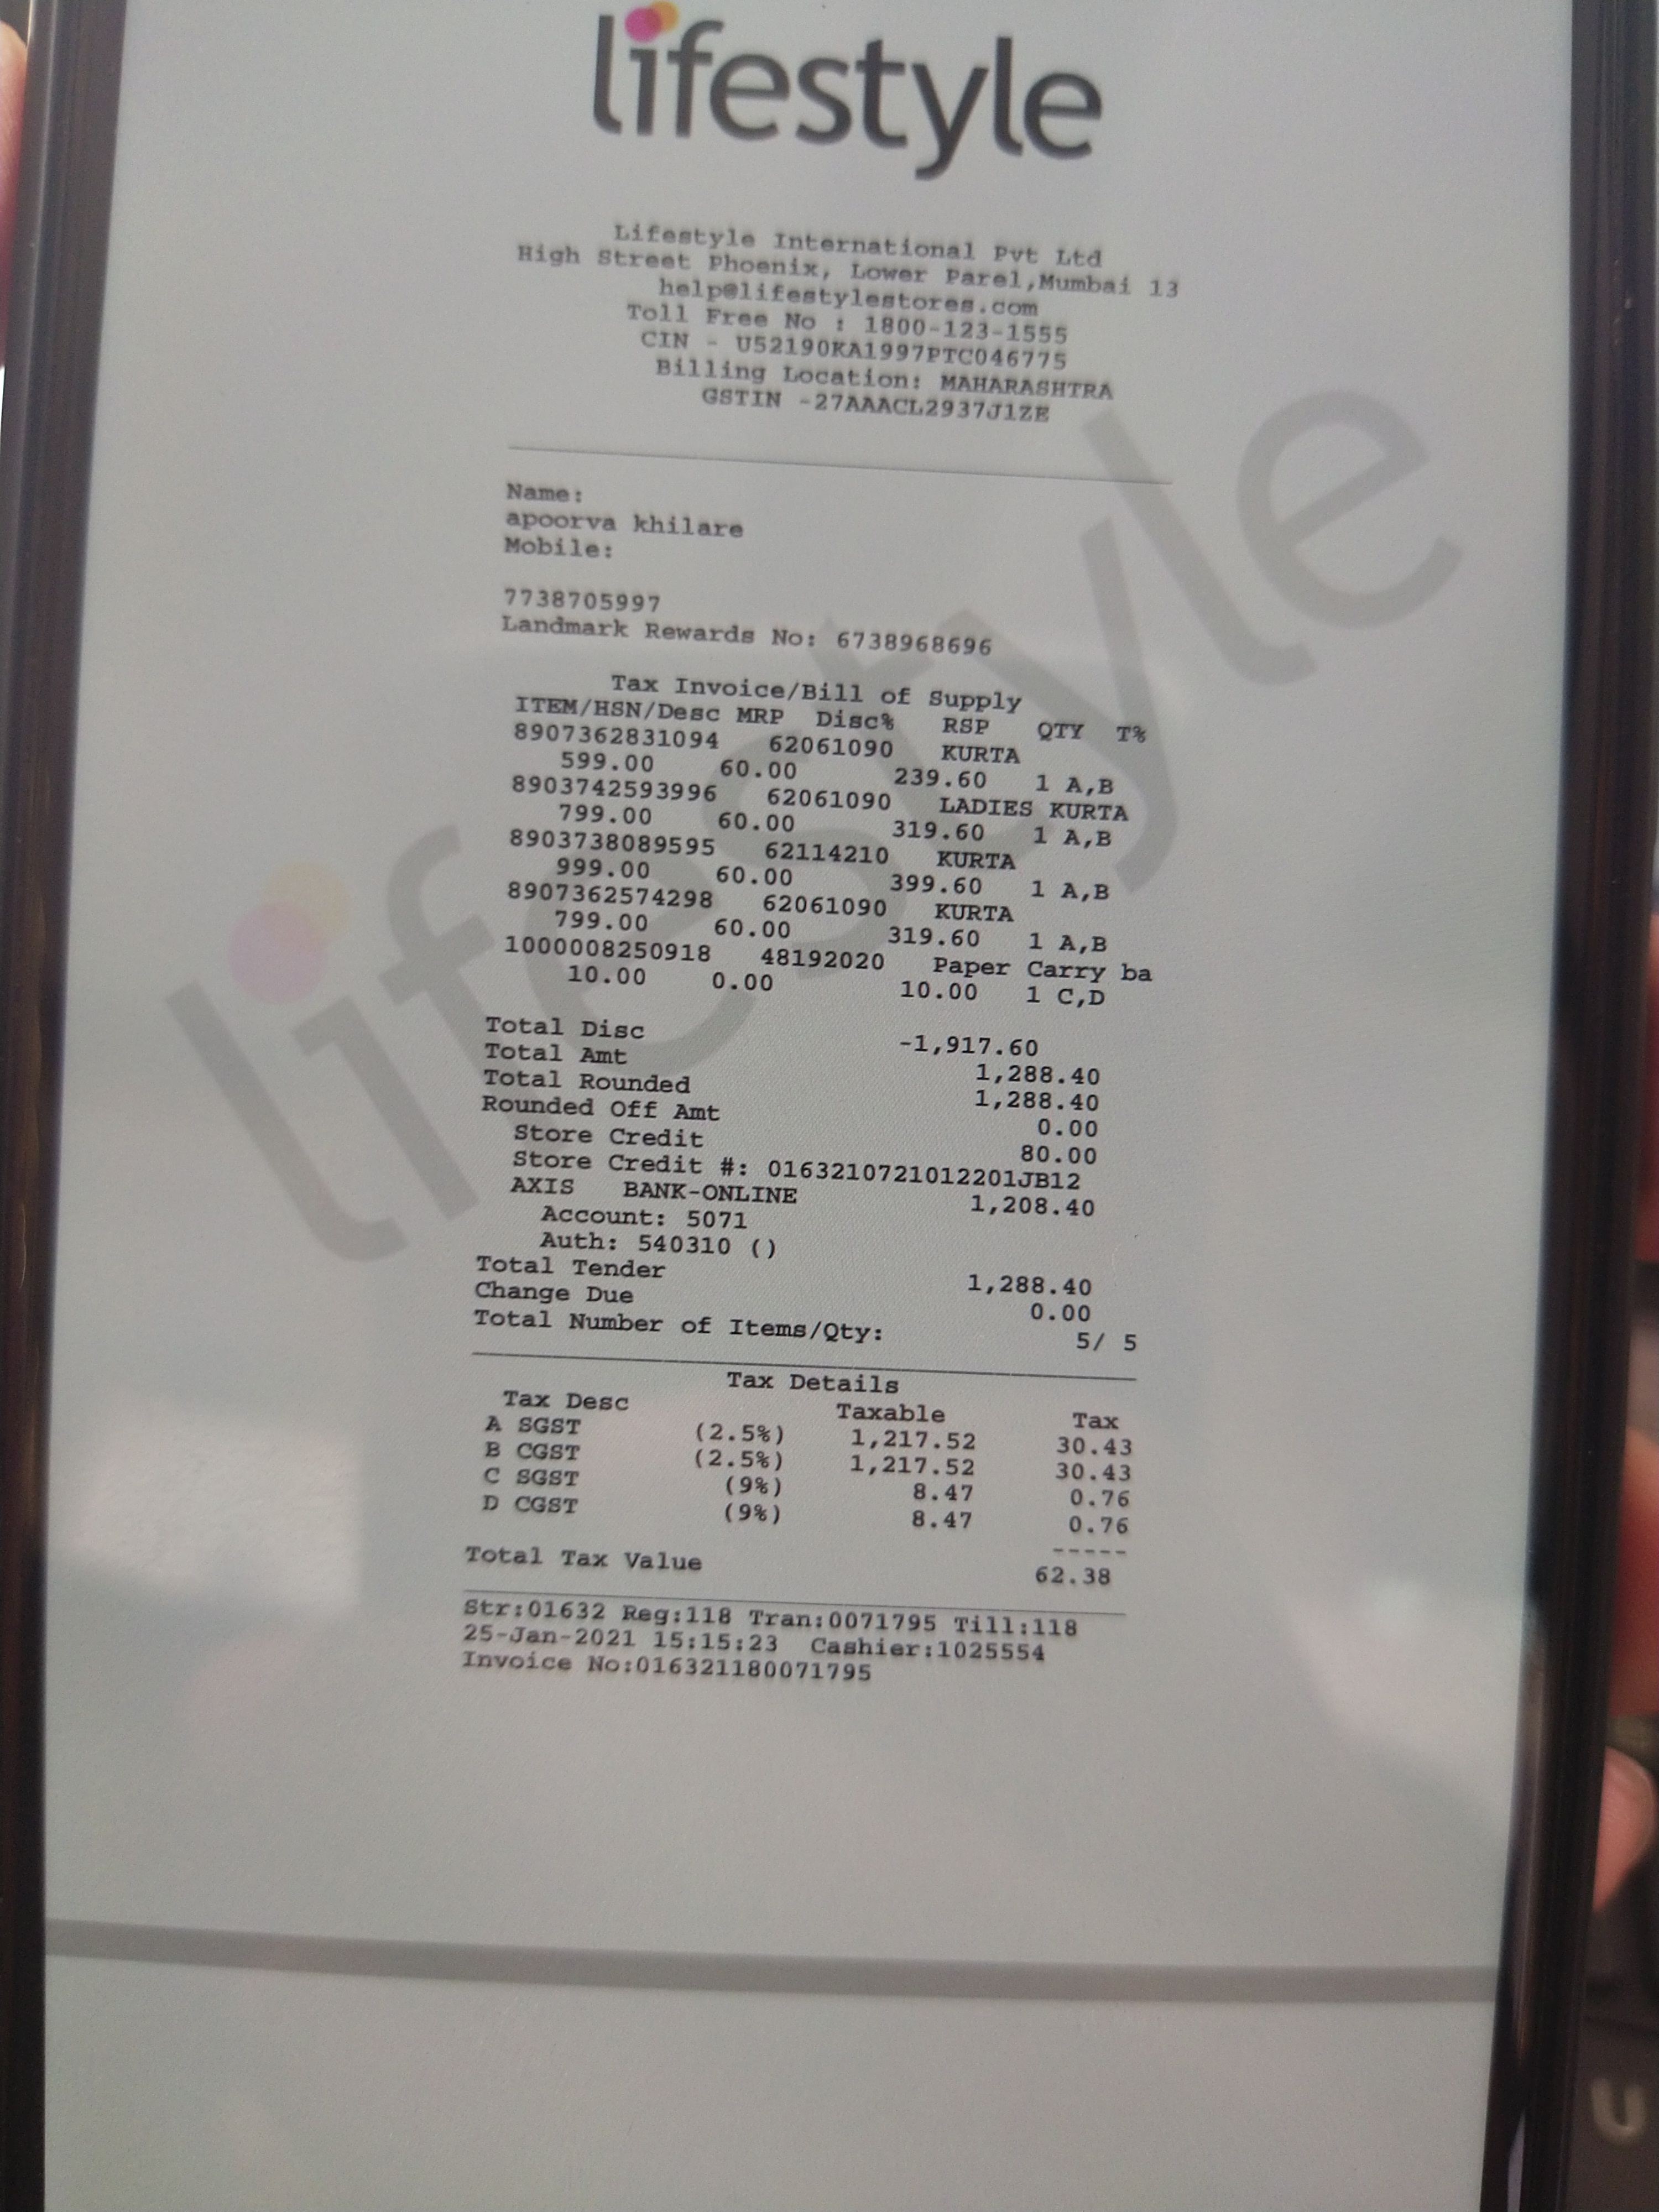 lifestyle
Lifestyle International Pvt Ltd
High Street Phoenix, Lower Parel,Mumbai 13
help@lifestylestores.com
Toll Free No : 1800-123-1555
CIN - U52190KA1997PTC046775
Billing Location: MAHARASHTRA
GSTIN -27AAACL2937J1ZE
Name:
apoorva khilare
Mobile:
7738705997
Landmark Rewards No: 6738968696
Tax Invoice/Bill of Supply
ITEM/HSN/Desc MRP Disc% RSP QTY T%
8907362831094 62061090 KURTA
599.00 60.00 239.60 1 A,B
8903742593996 62061090 LADIES KURTA
799.00 60.00 319.60 1 A,B
8903738089595 62114210 KURTA
999.00 60.00 399.60 1 A,B
8907362574298 62061090 KURTA
799.00 60.00 319.60 1 A,B
1000008250918 48192020 Paper Carry ba
10.00 0.00 10.00 1 C,D
Total Disc -1,917.60
Total Amt 1,288.40
Total Rounded 1,288.40
Rounded Off Amt 0.00
Store Credit 80.00
Store Credit #: 0163210721012201JB12
AXIS BANK-ONLINE 1,208.40
Account: 5071
Auth: 540310 ()
Total Tender 1,288.40
Change Due 0.00
Total Number of Items/Qty: 5/ 5
Tax Details
Tax Desc Taxable Tax
A SGST (2.5%) 1,217.52 30.43
B CGST (2.5%) 1,217.52 30.43
C SGST (9%) 8.47 0.76
D CGST (9%) 8.47 0.76
-----
Total Tax Value 62.38
Str:01632 Reg:118 Tran:0071795 Till:118
25-Jan-2021 15:15:23 Cashier:1025554
Invoice No:016321180071795
lifestyle